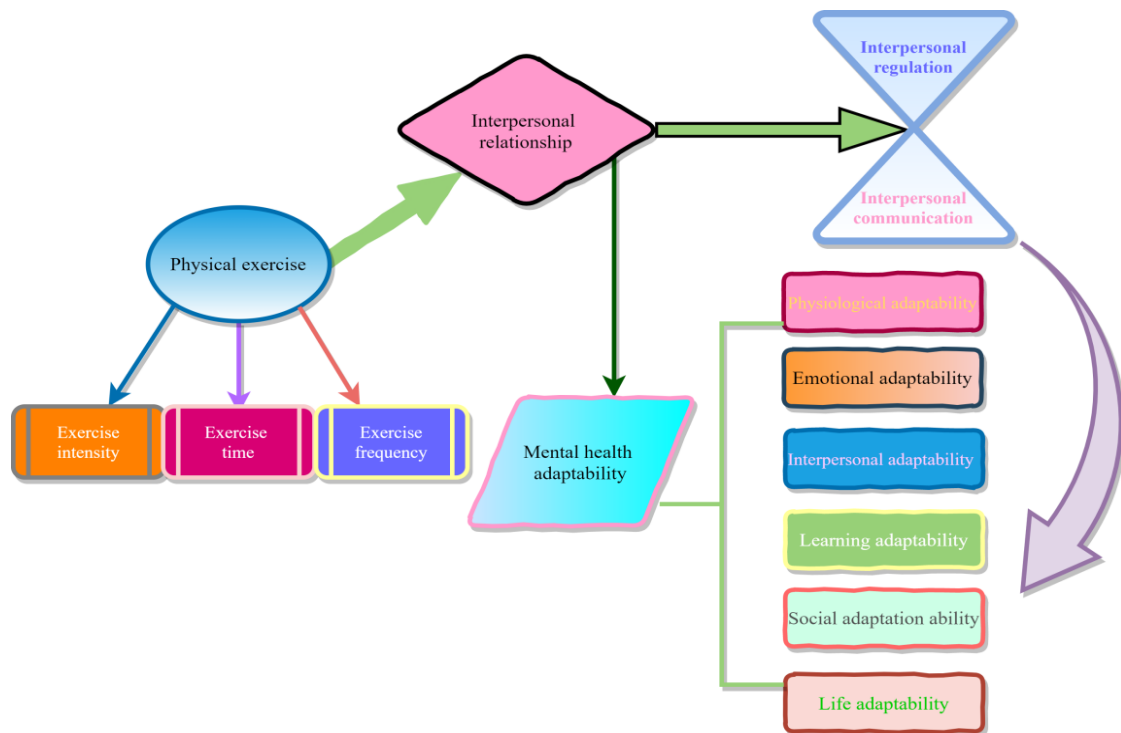 Interpersonal
regulation
Interpersonal
relationship
Interpersonal
communication
Physical exercise
Physiological adaptability
Emotional adaptability
Exercise
intensity
Exercise
time
Exercise
frequency
Mental health
adaptability
Interpersonal adaptability
Learning adaptability
Social adaptation ability
Life adaptability